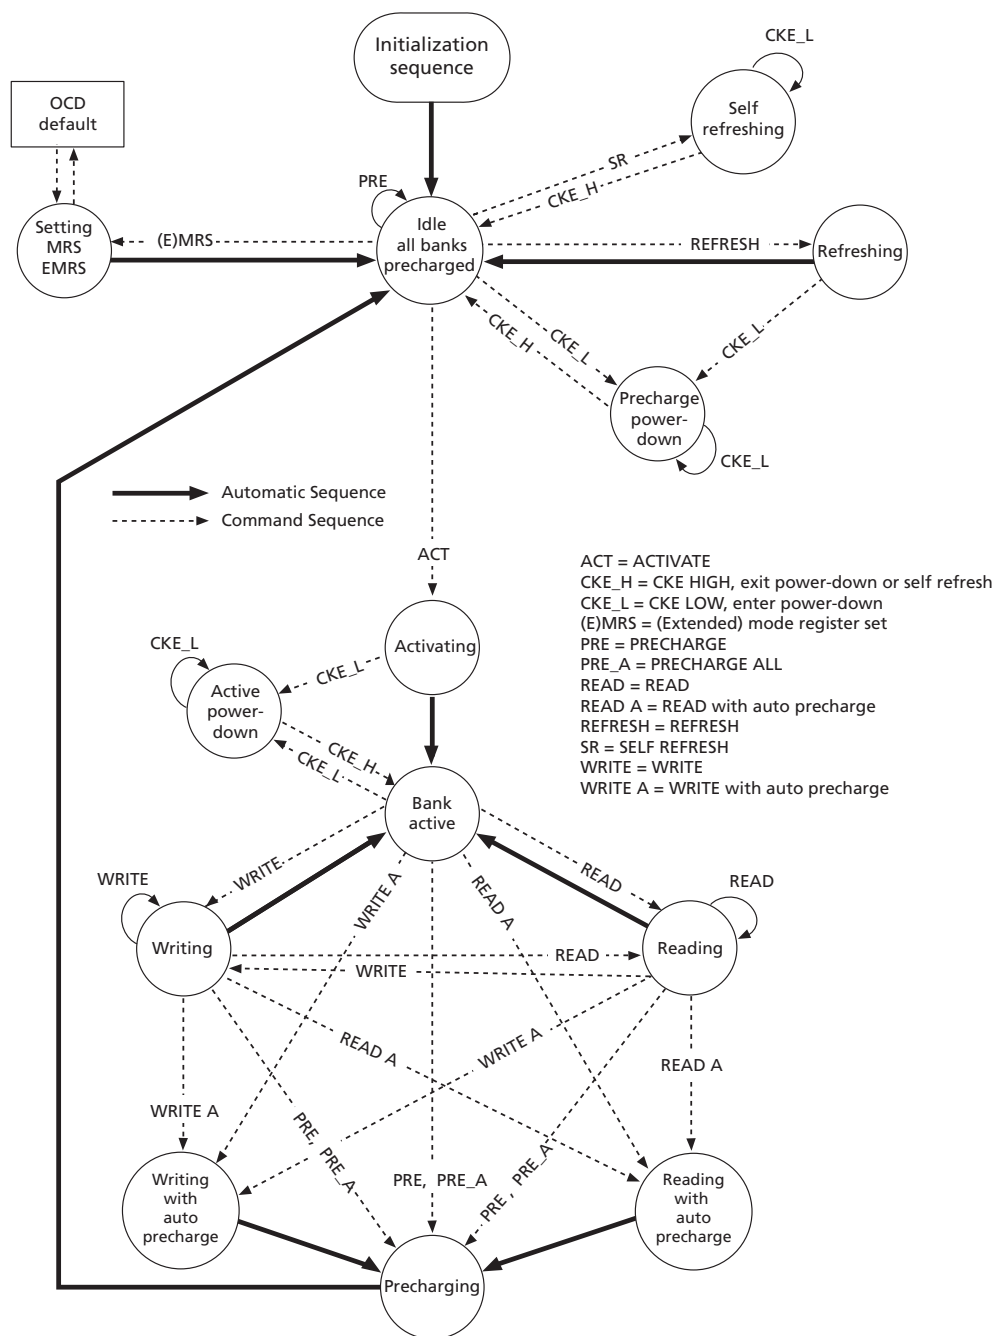 Initialization
sequence
CKE_L
OCD
default
Self
refreshing
SR
CKE_H
PRE
Setting
MRS
EMRS
(E)MRS
Idle
all banks
precharged
REFRESH
Refreshing
CKE_H
CKE_L
CKE_L
Precharge
power-
down
CKE_L
Automatic Sequence
Command Sequence
ACT
ACT = ACTIVATE
CKE_H = CKE HIGH, exit power-down or self refresh
CKE_L = CKE LOW, enter power-down
(E)MRS = (Extended) mode register set
PRE = PRECHARGE
PRE_A = PRECHARGE ALL
READ = READ
READ A = READ with auto precharge
REFRESH = REFRESH
SR = SELF REFRESH
WRITE = WRITE
WRITE A = WRITE with auto precharge
Activating
CKE_L
CKE_L
Active
power-
down
CKE_H
CKE_L
Bank
active
WRITE
WRITE
WRITE A
READ A
READ
READ
Writing
READ
WRITE
Reading
READ A
WRITE A
READ A
WRITE A
PRE, PRE_A
PRE, PRE_A
PRE, PRE_A
Writing
with
auto
precharge
Reading
with
auto
precharge
Precharging